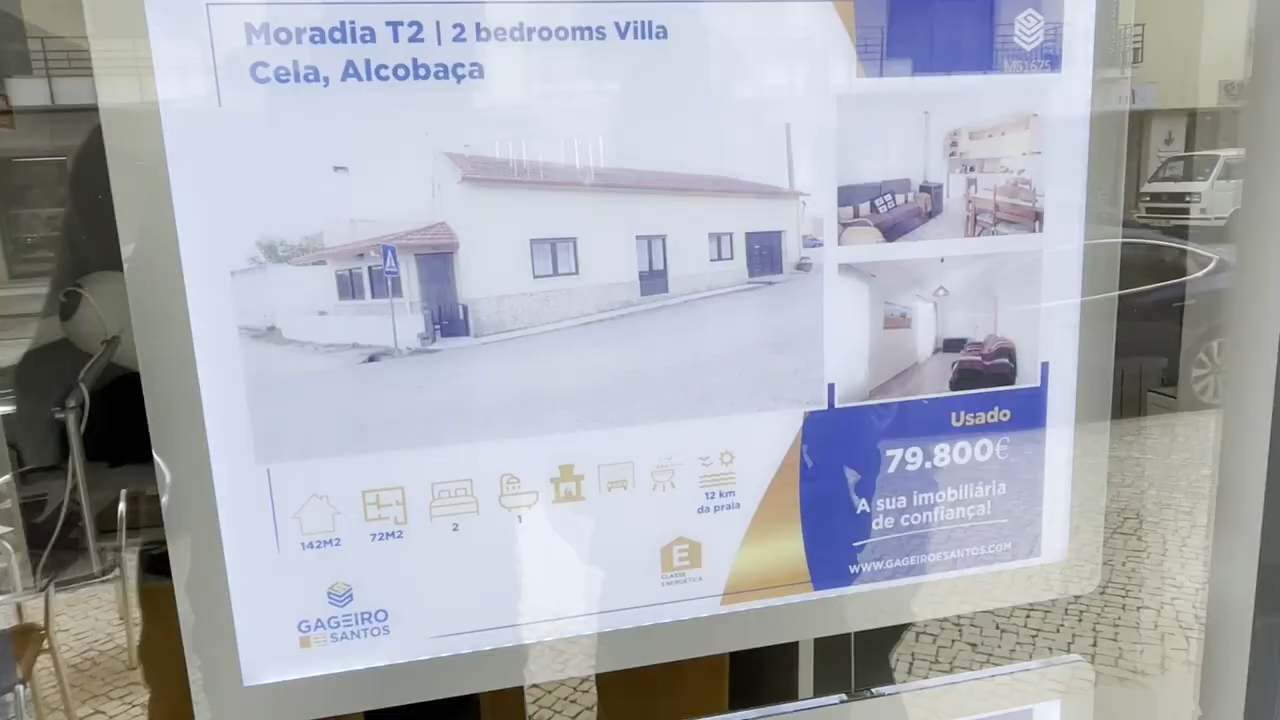 Moradia T2 | 2 bedrooms Villa
Cela, Alcobaça
MG1675
Usado
79.800€
A sua imobiliária
de confiança!
WWW.GAGEIROESANTOS.COM
142M2
72M2
2
1
12 km
da praia
E
CLASSE
ENERGÉTICA
GAGEIRO
E SANTOS